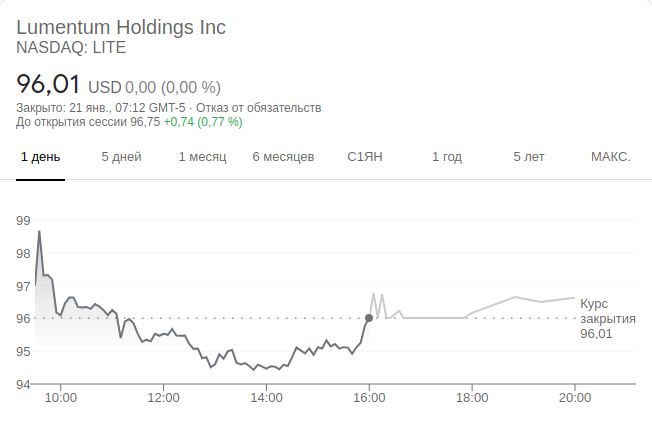 Lumentum Holdings Inc
NASDAQ: LITE
96,01 USD 0,00 (0,00 %)
Закрыто: 21 янв., 07:12 GMT-5 · Отказ от обязательств
До открытия сессии 96,75 +0,74 (0,77 %)
1 день 5 дней 1 месяц 6 месяцев С1ЯН 1 год 5 лет МАКС.
99
98
97
96
95
94
Курс
закрытия
96,01
10:00 12:00 14:00 16:00 18:00 20:00